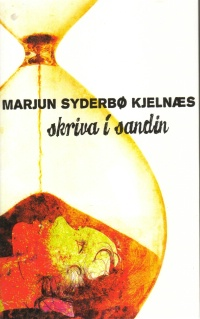 MARJUN SYDERBØ KJELNÆS
skriva í sandin